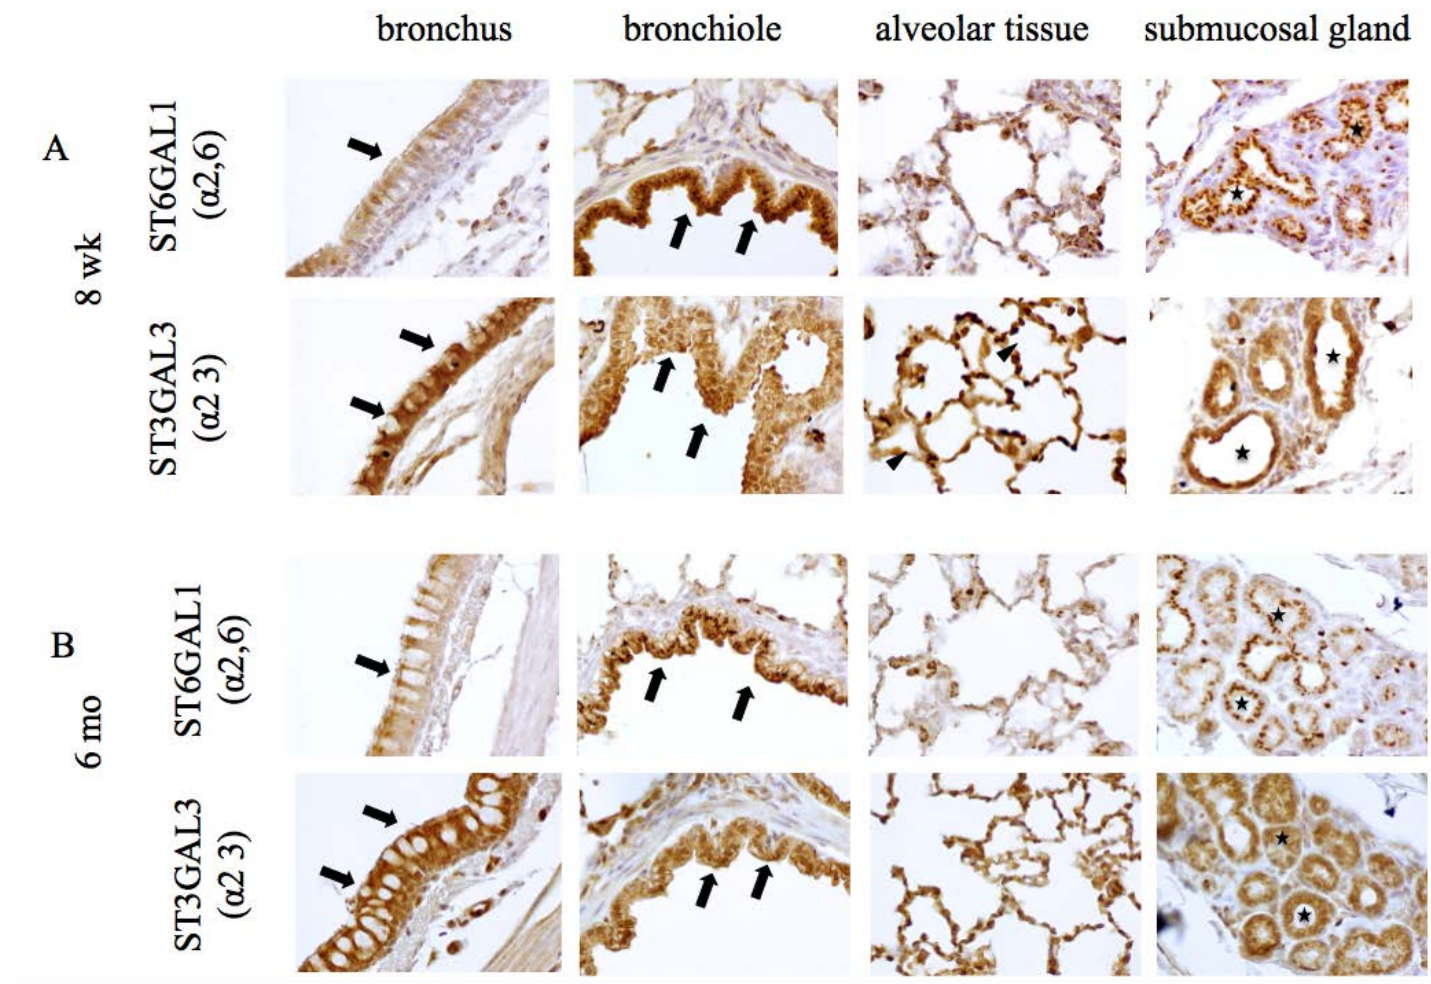 bronchus bronchiole alveolar tissue submucosal gland
A
8 wk
ST6GAL1
(α2,6)
ST3GAL3
(α2 3)
B
6 mo
ST6GAL1
(α2,6)
ST3GAL3
(α2 3)